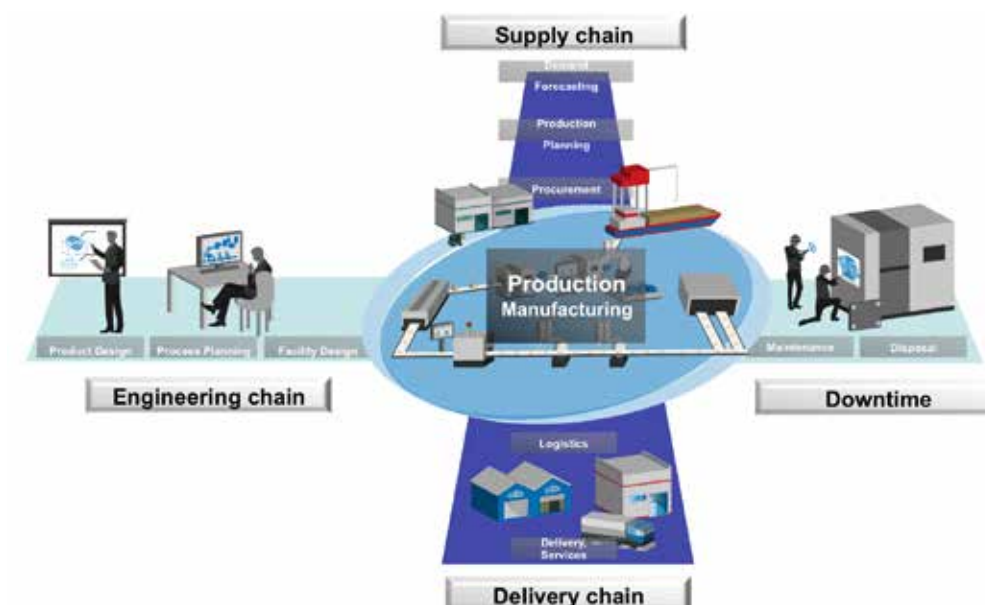 Supply chain
Demand
Forecasting
Production
Planning
Procurement
Production
Manufacturing
Product Design
Process Planning
Facility Design
Maintenance
Disposal
Engineering chain
Downtime
Logistics
Delivery,
Services
Delivery chain